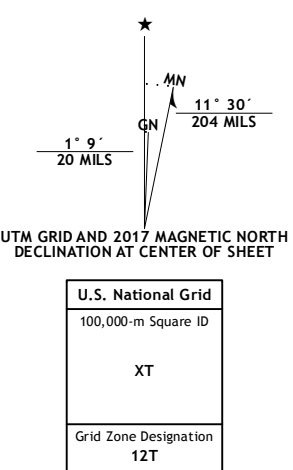 ★
MN
GN
11° 30´
204 MILS
1° 9´
20 MILS
UTM GRID AND 2017 MAGNETIC NORTH
DECLINATION AT CENTER OF SHEET
U.S. National Grid
100,000-m Square ID
XT
Grid Zone Designation
12T